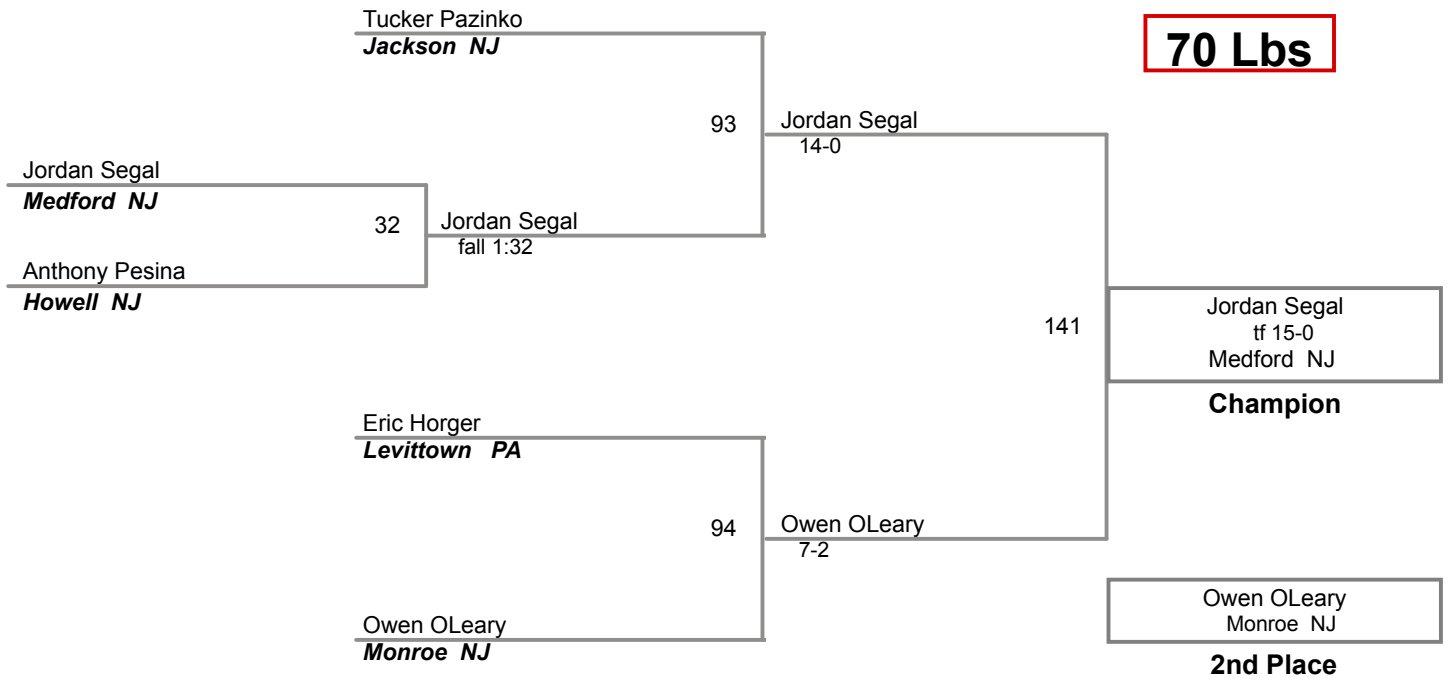 Tucker Pazinko
Jackson NJ
70 Lbs
93
Jordan Segal
14-0
Jordan Segal
Medford NJ
32
Jordan Segal
fall 1:32
Anthony Pesina
Howell NJ
141
Jordan Segal
tf 15-0
Medford NJ
Champion
Eric Horger
Levittown PA
94
Owen OLeary
7-2
Owen OLeary
Monroe NJ
Owen OLeary
Monroe NJ
2nd Place